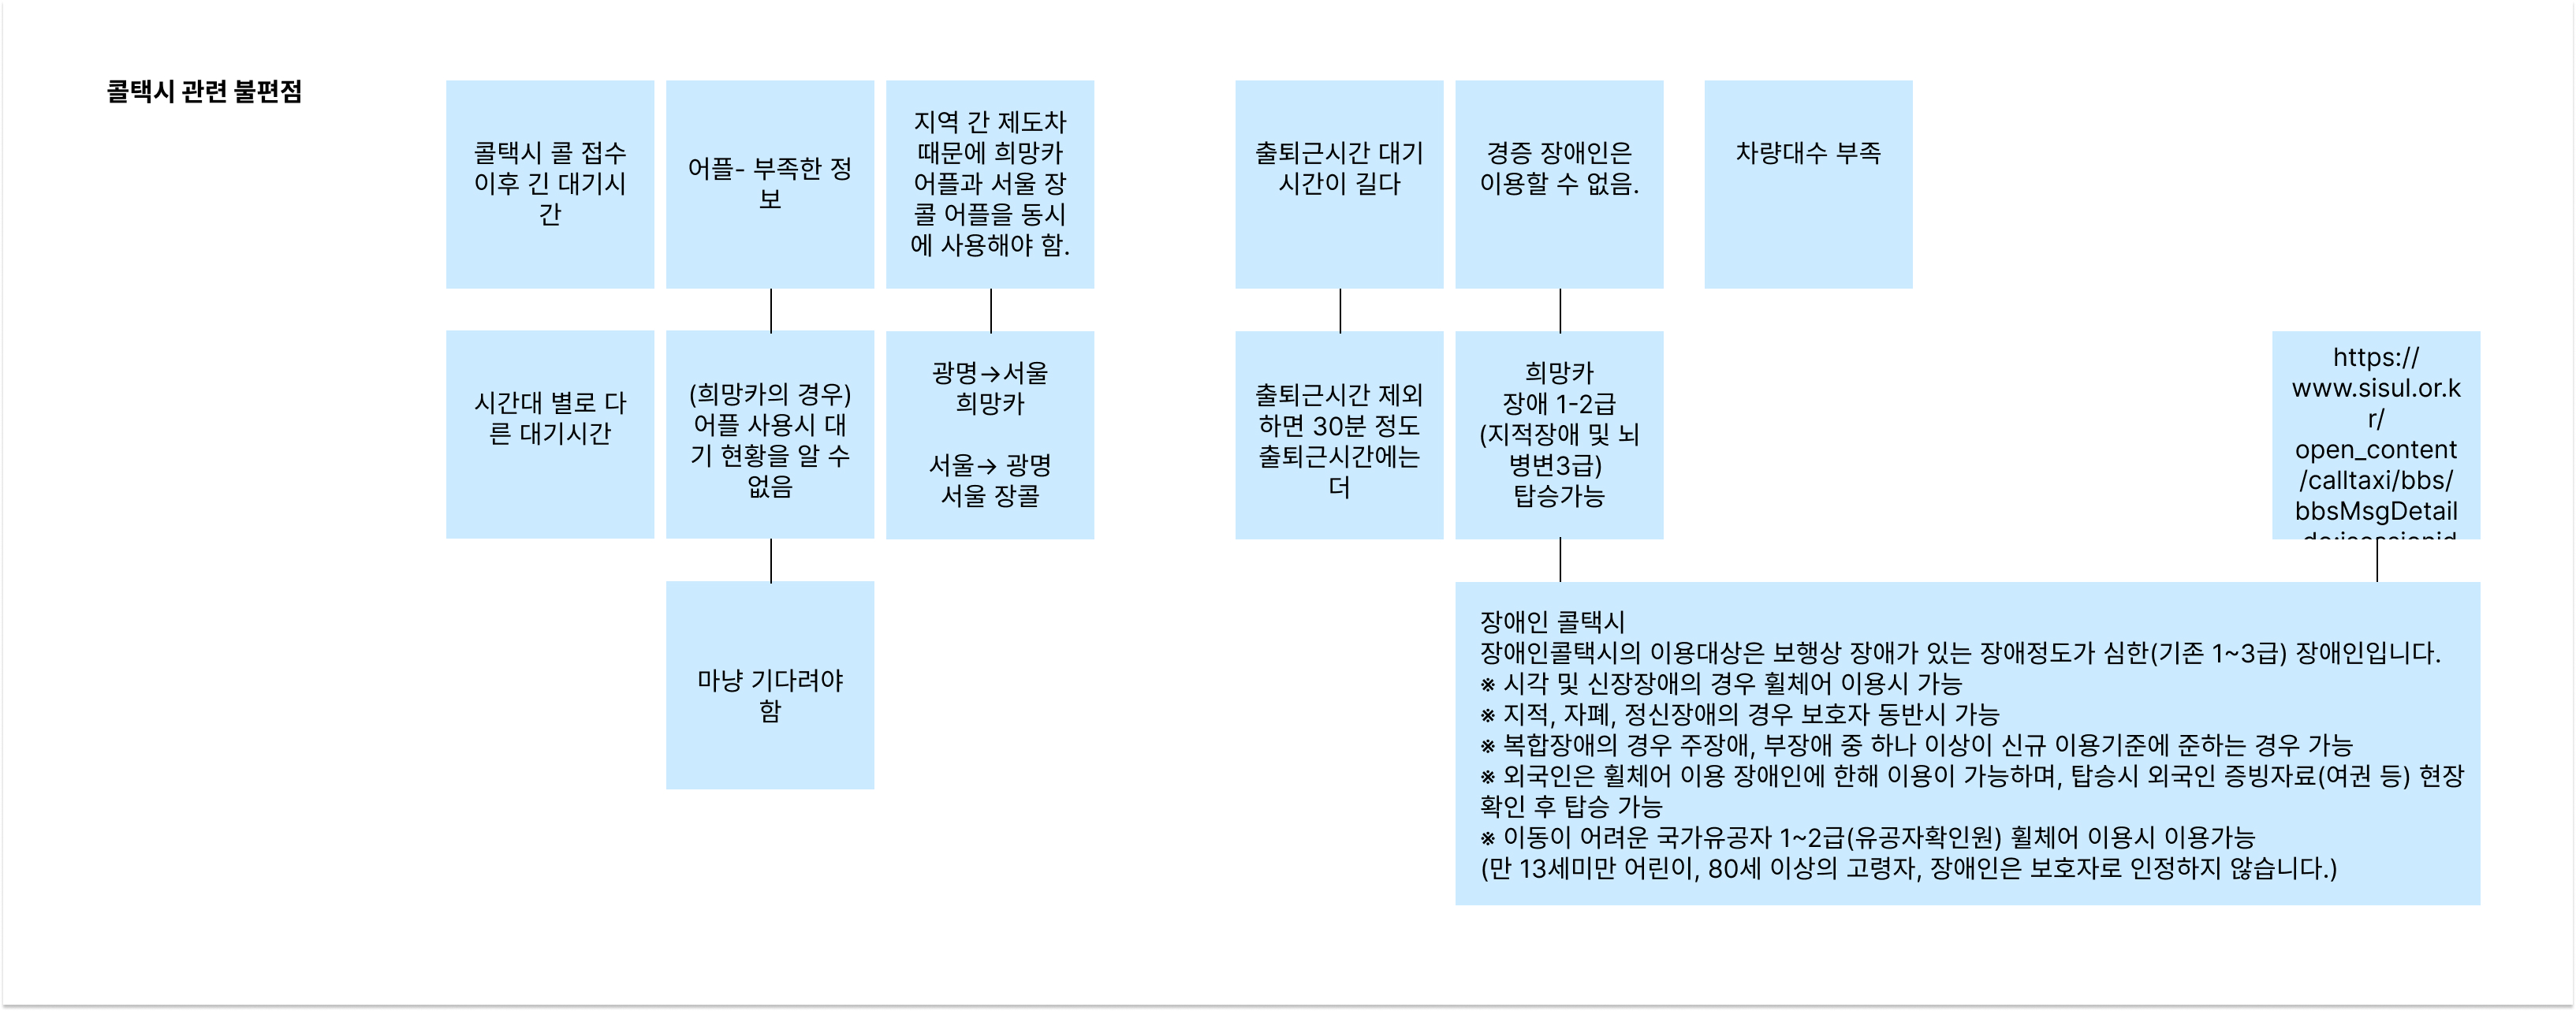 콜택시 관련 불편점
콜택시 콜 접수
이후 긴 대기시
간
어플- 부족한 정
보
지역 간 제도차
때문에 희망카
어플과 서울 장
콜 어플을 동시
에 사용해야 함.
출퇴근시간 대기
시간이 길다
경증 장애인은
이용할 수 없음.
차량대수 부족
시간대 별로 다
른 대기시간
(희망카의 경우)
어플 사용시 대
기 현황을 알 수
없음
광명→서울
희망카
서울→ 광명
서울 장콜
출퇴근시간 제외
하면 30분 정도
출퇴근시간에는
더
희망카
장애 1-2급
(지적장애 및 뇌
병변3급)
탑승가능
https://
www.sisul.or.k
r/
open_content
/calltaxi/bbs/
bbsMsgDetail
마냥 기다려야
함
장애인 콜택시
장애인콜택시의 이용대상은 보행상 장애가 있는 장애정도가 심한(기존 1~3급) 장애인입니다.
※ 시각 및 신장장애의 경우 휠체어 이용시 가능
※ 지적, 자폐, 정신장애의 경우 보호자 동반시 가능
※ 복합장애의 경우 주장애, 부장애 중 하나 이상이 신규 이용기준에 준하는 경우 가능
※ 외국인은 휠체어 이용 장애인에 한해 이용이 가능하며, 탑승시 외국인 증빙자료(여권 등) 현장
확인 후 탑승 가능
※ 이동이 어려운 국가유공자 1~2급(유공자확인원) 휠체어 이용시 이용가능
(만 13세미만 어린이, 80세 이상의 고령자, 장애인은 보호자로 인정하지 않습니다.)